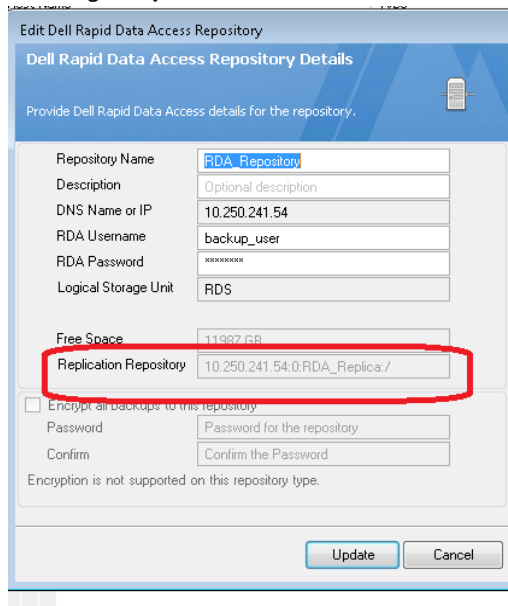 Edit Dell Rapid Data Access Repository
Dell Rapid Data Access Repository Details
Provide Dell Rapid Data Access details for the repository.
Repository Name RDA_Repository
Description Optional description
DNS Name or IP 10.250.241.54
RDA Username backup_user
RDA Password ********
Logical Storage Unit RDS
Free Space 11987 GB
Replication Repository 10.250.241.54:0:RDA_Replica:/
Encrypt all backups to this repository
Password Password for the repository
Confirm Confirm the Password
Encryption is not supported on this repository type.
Update Cancel